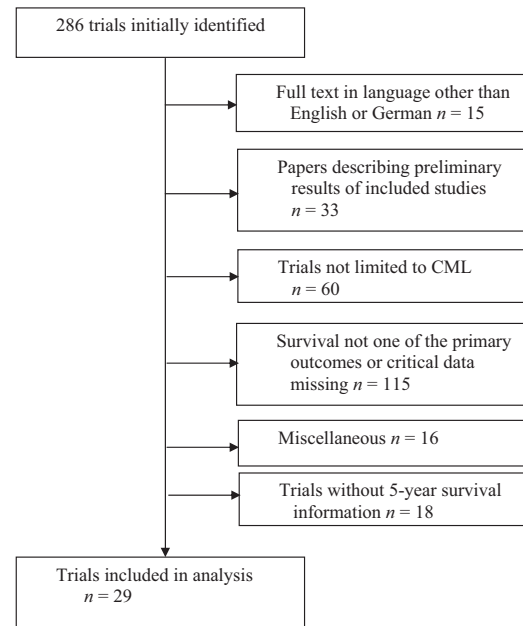 286 trials initially identified
Full text in language other than
English or German n = 15
Papers describing preliminary
results of included studies
n = 33
Trials not limited to CML
n = 60
Survival not one of the primary
outcomes or critical data
missing n = 115
Miscellaneous n = 16
Trials without 5-year survival
information n = 18
Trials included in analysis
n = 29